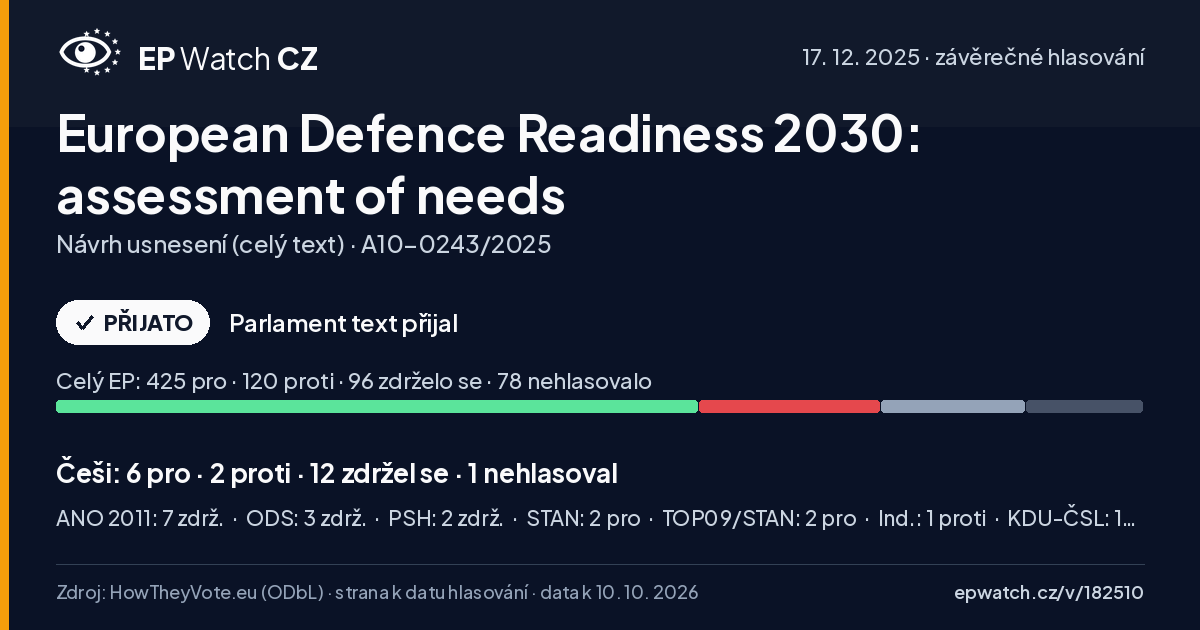 EP Watch CZ
17. 12. 2025 · závěrečné hlasování
European Defence Readiness 2030:
assessment of needs
Návrh usnesení (celý text) · A10–0243/2025
✓ PŘIJATO Parlament text přijal
Celý EP: 425 pro · 120 proti · 96 zdrželo se · 78 nehlasovalo
Češi: 6 pro · 2 proti · 12 zdržel se · 1 nehlasoval
ANO 2011: 7 zdrž. · ODS: 3 zdrž. · PSH: 2 zdrž. · STAN: 2 pro · TOP09/STAN: 2 pro · Ind.: 1 proti · KDU-ČSL: 1…
Zdroj: HowTheyVote.eu (ODbL) · strana k datu hlasování · data k 10. 10. 2026
epwatch.cz/v/182510